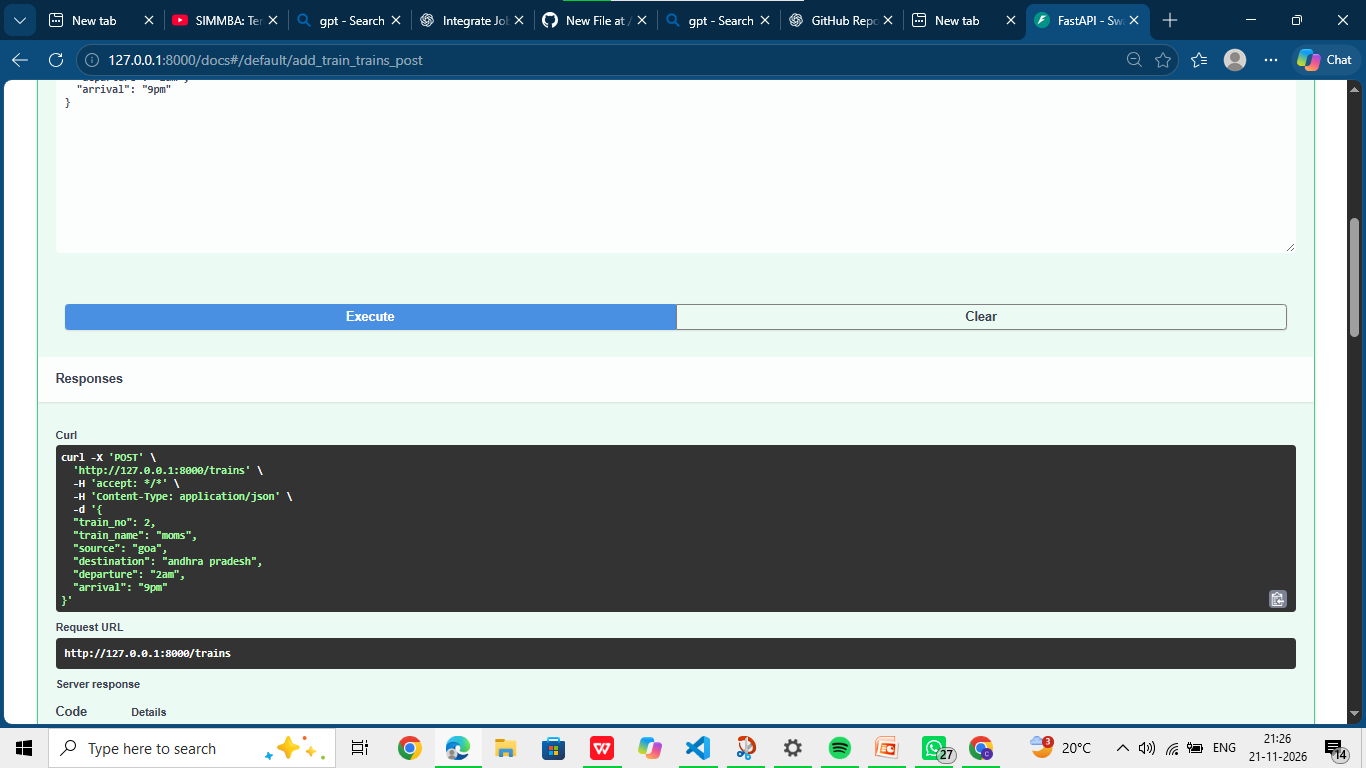 New tab
SIMMBA: Ter
gpt - Search
Integrate Job
New File at /
gpt - Search
GitHub Repo
New tab
FastAPI - Swa
127.0.0.1:8000/docs#/default/add_train_trains_post
Chat
"arrival": "9pm"
}
Execute
Clear
Responses
Curl
curl -X 'POST' \
'http://127.0.0.1:8000/trains' \
-H 'accept: */*' \
-H 'Content-Type: application/json' \
-d '{
"train_no": 2,
"train_name": "moms",
"source": "goa",
"destination": "andhra pradesh",
"departure": "2am",
"arrival": "9pm"
}'
Request URL
http://127.0.0.1:8000/trains
Server response
Code
Details
Type here to search
27
3
20°C
ENG
21:26
21-11-2026
14